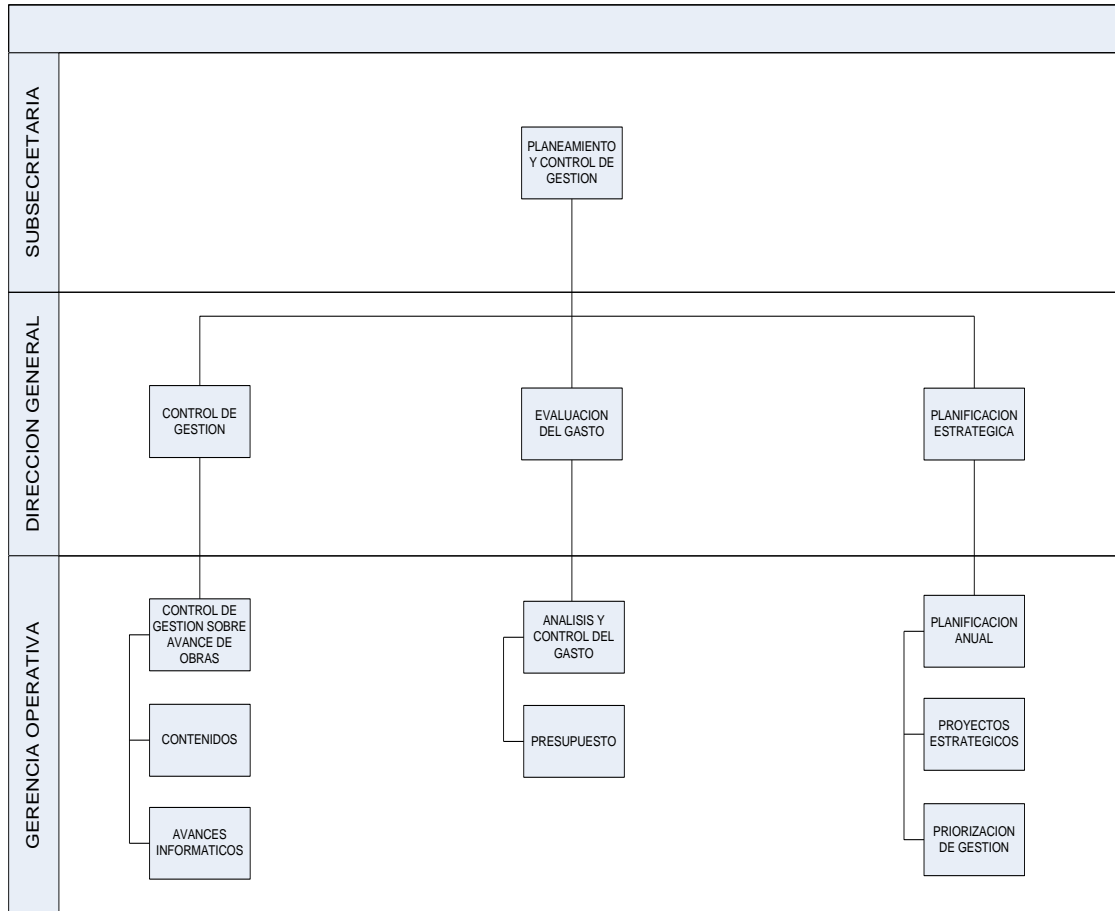 SUBSECRETARIA
PLANEAMIENTO
Y CONTROL DE
GESTION
DIRECCION GENERAL
CONTROL DE
GESTION
EVALUACION
DEL GASTO
PLANIFICACION
ESTRATEGICA
GERENCIA OPERATIVA
CONTROL DE
GESTION SOBRE
AVANCE DE
OBRAS
CONTENIDOS
AVANCES
INFORMATICOS
ANALISIS Y
CONTROL DEL
GASTO
PRESUPUESTO
PLANIFICACION
ANUAL
PROYECTOS
ESTRATEGICOS
PRIORIZACION
DE GESTION